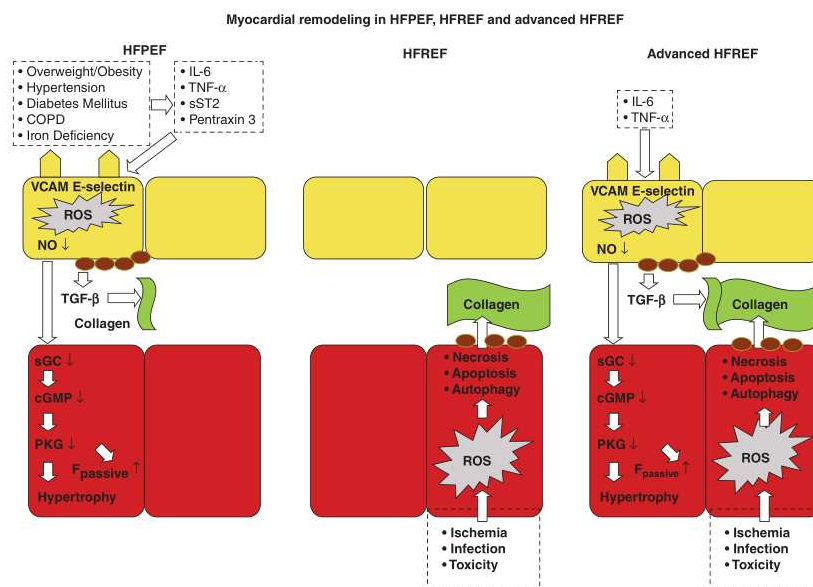 Myocardial remodeling in HFPEF, HFREF and advanced HFREF
HFPEF
• Overweight/Obesity
• Hypertension
• Diabetes Mellitus
• COPD
• Iron Deficiency
• IL-6
• TNF-α
• sST2
• Pentraxin 3
VCAM E-selectin
ROS
NO ↓
TGF-β
Collagen
sGC ↓
cGMP ↓
PKG ↓
Fpassive ↑
Hypertrophy
HFREF
Collagen
• Necrosis
• Apoptosis
• Autophagy
ROS
• Ischemia
• Infection
• Toxicity
Advanced HFREF
• IL-6
• TNF-α
VCAM E-selectin
ROS
NO ↓
TGF-β
Collagen
sGC ↓
cGMP ↓
PKG ↓
Fpassive ↑
Hypertrophy
• Necrosis
• Apoptosis
• Autophagy
ROS
• Ischemia
• Infection
• Toxicity